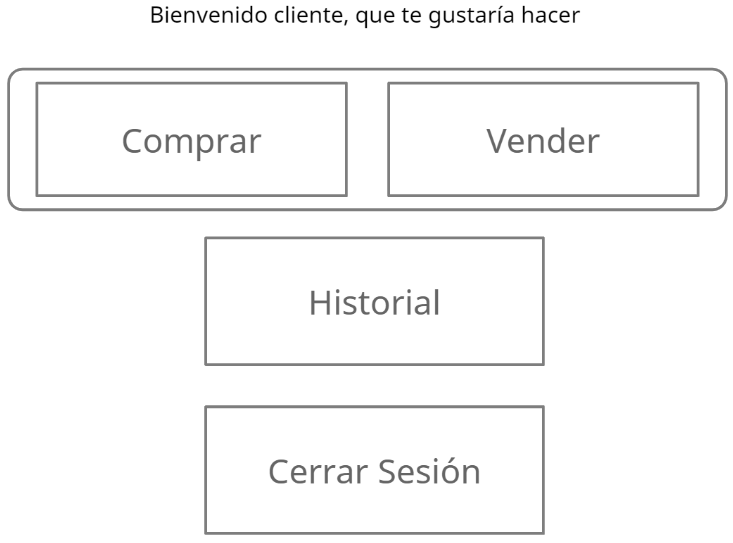 Bienvenido cliente, que te gustaría hacer
Comprar
Vender
Historial
Cerrar Sesión